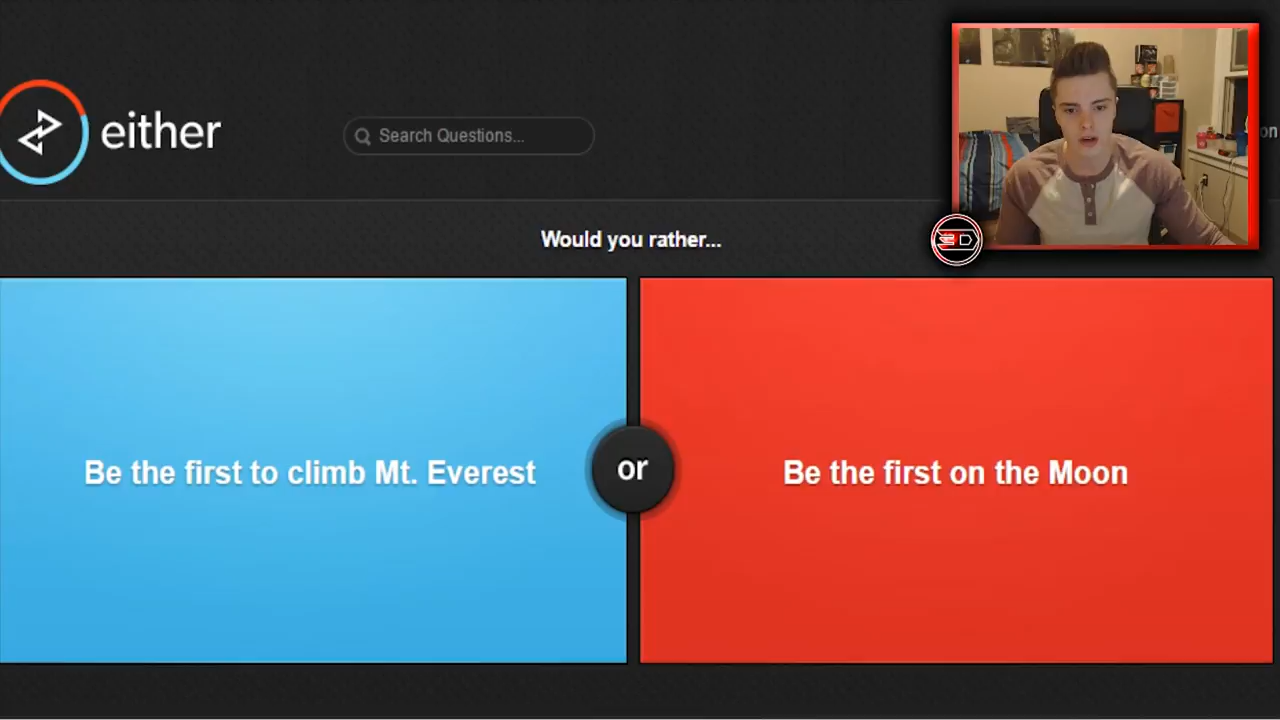 either
Search Questions...
on
Would you rather...
Be the first to climb Mt. Everest
or
Be the first on the Moon